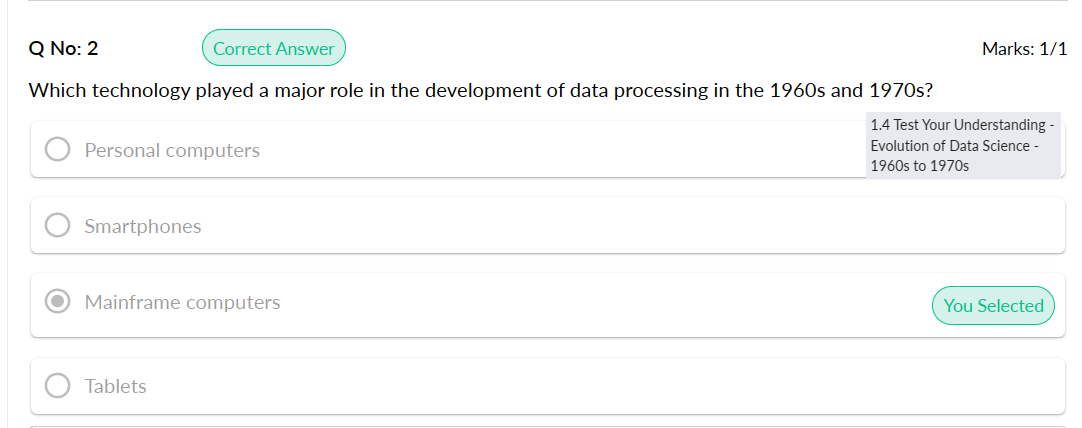 Q No: 2
Correct Answer
Marks: 1/1
Which technology played a major role in the development of data processing in the 1960s and 1970s?
1.4 Test Your Understanding -
Evolution of Data Science -
1960s to 1970s
Personal computers
Smartphones
Mainframe computers
You Selected
Tablets